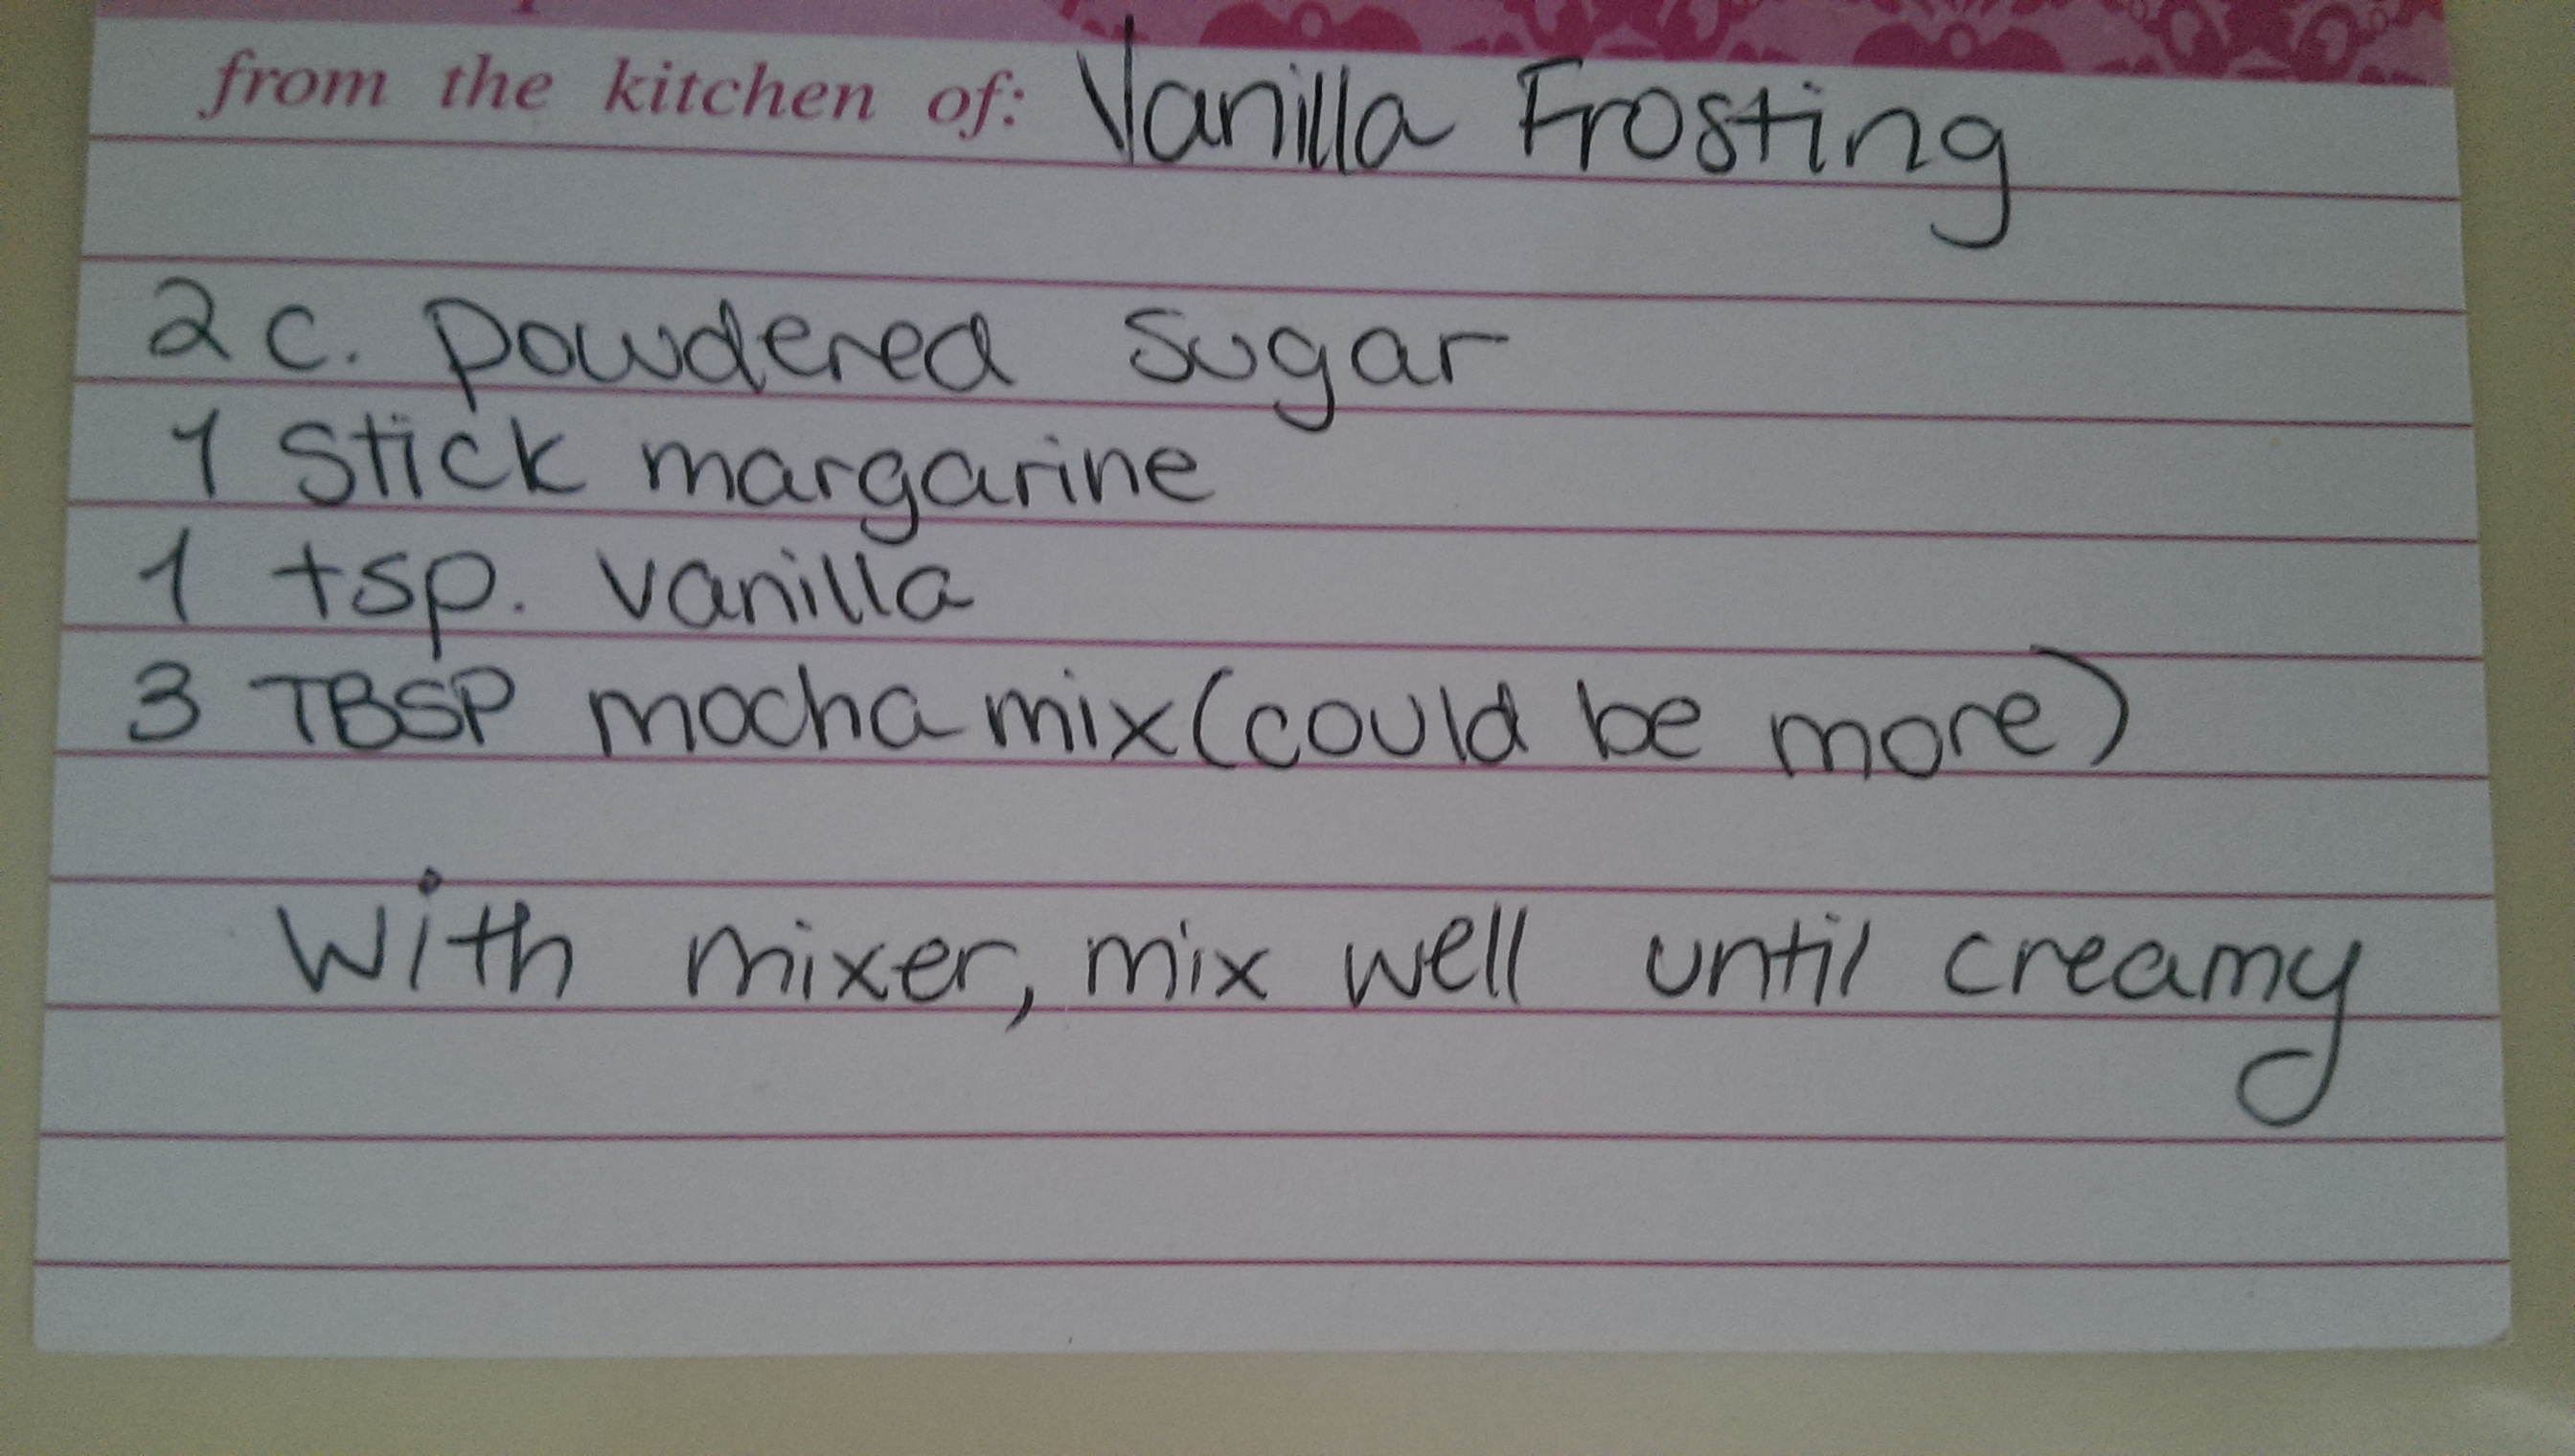 from the kitchen of: Vanilla Frosting
2 c. powdered sugar
1 stick margarine
1 tsp. vanilla
3 TBSP mocha mix (could be more)
With mixer, mix well until creamy